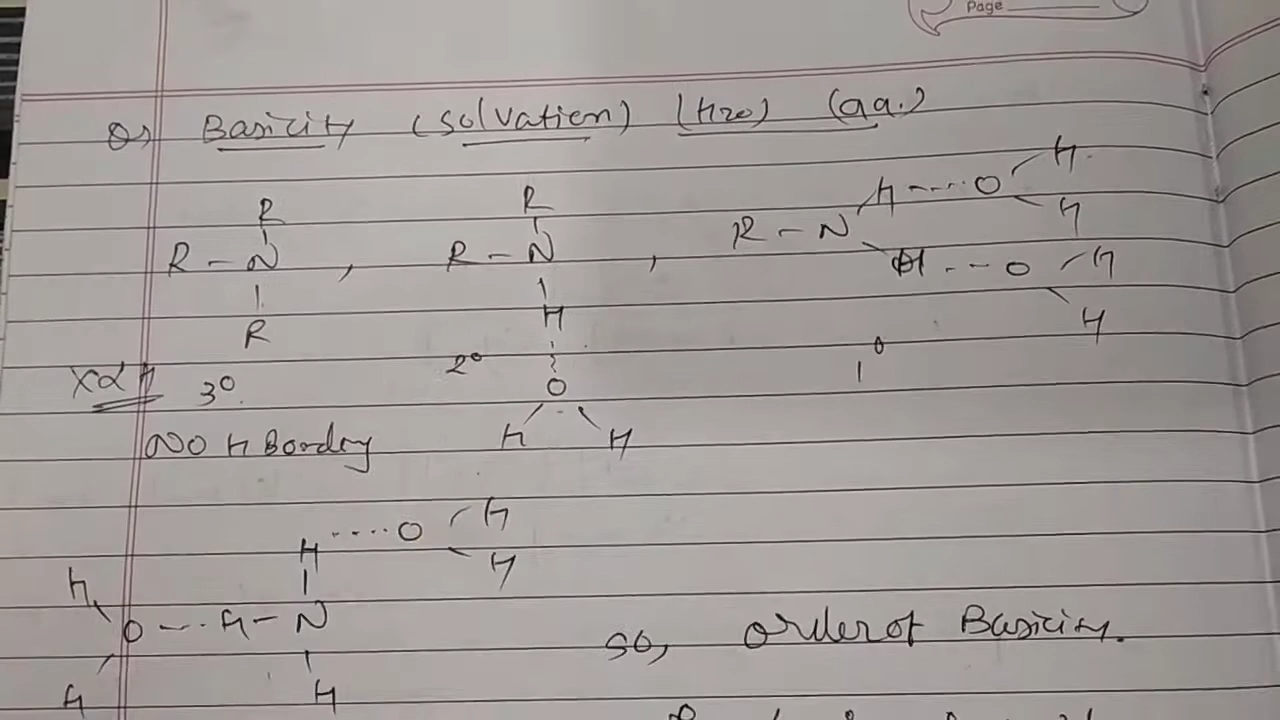 Page
Q) Basicity (solvation) (H2O) (aq.)
R R H
R - N , R - N , R - N H ---- O H
R H H --- O H
H
X 3° 2° O 1°
NO H Bonding H H
H ---- O H
H H
O --- H - N
H H
so, order of Basicity.